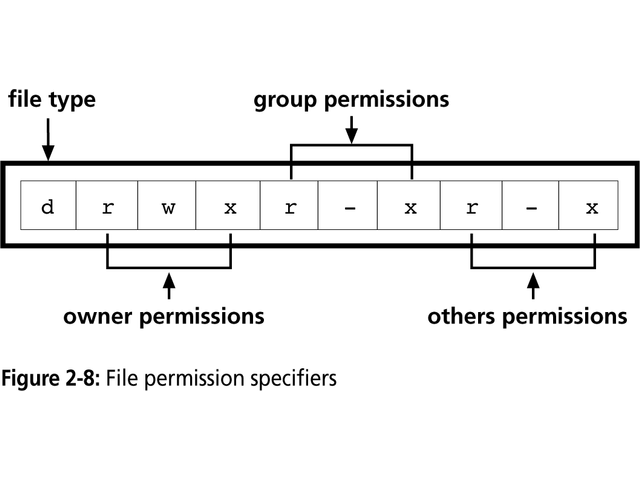 file type
group permissions
d r w x r - x r - x
owner permissions
others permissions
Figure 2-8: File permission specifiers